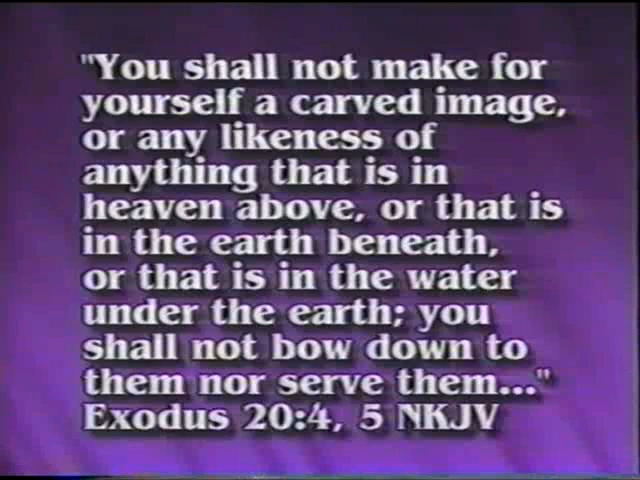 "You shall not make for
yourself a carved image,
or any likeness of
anything that is in
heaven above, or that is
in the earth beneath,
or that is in the water
under the earth; you
shall not bow down to
them nor serve them..."
Exodus 20:4, 5 NKJV